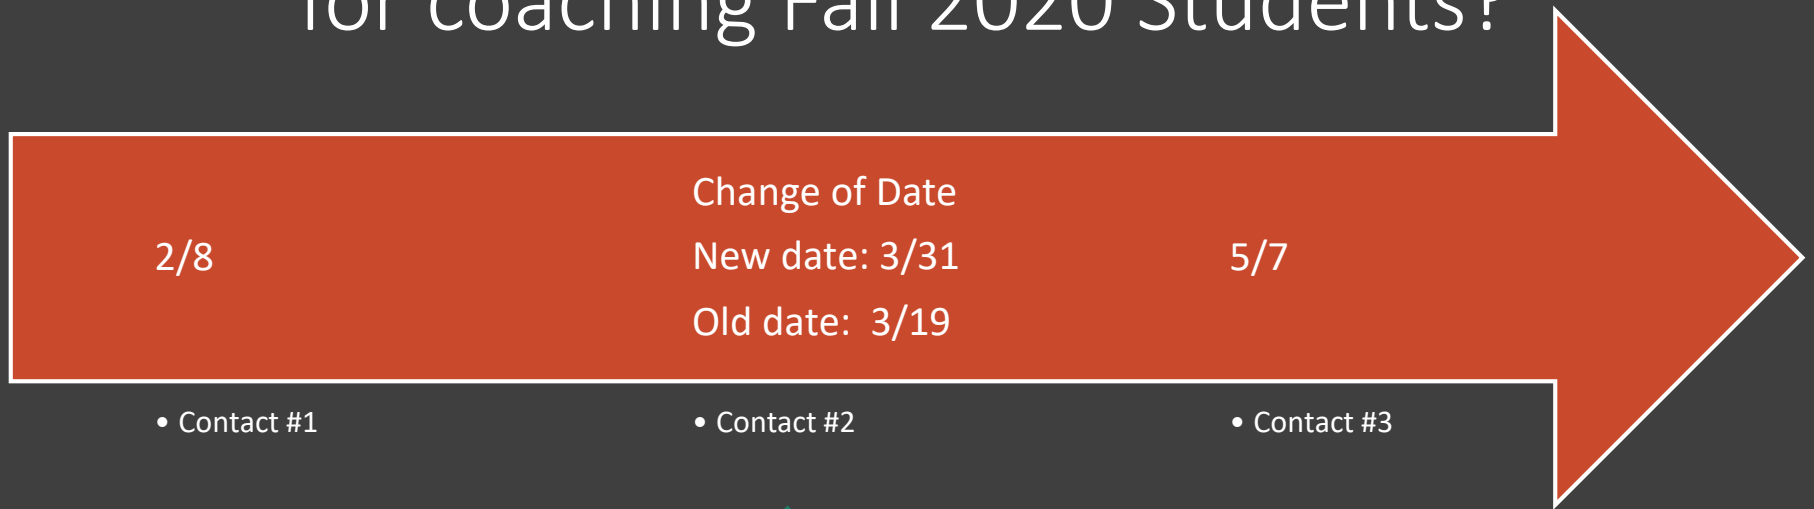 for coaching Fall 2020 Students?
Change of Date
2/8
New date: 3/31
5/7
Old date: 3/19
• Contact #1
• Contact #2
• Contact #3